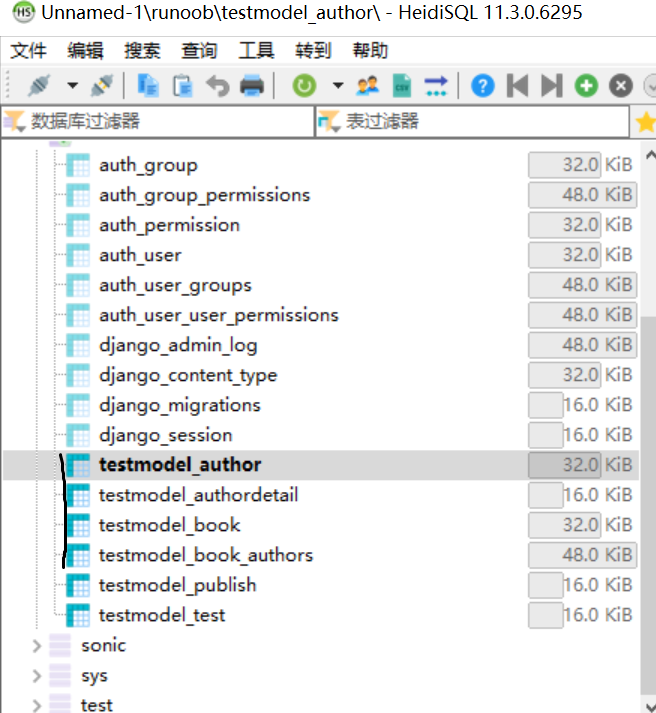 Unnamed-1\runoob\testmodel_author\ - HeidiSQL 11.3.0.6295
文件 编辑 搜索 查询 工具 转到 帮助
数据库过滤器 表过滤器
auth_group 32.0 KiB
auth_group_permissions 48.0 KiB
auth_permission 32.0 KiB
auth_user 32.0 KiB
auth_user_groups 48.0 KiB
auth_user_user_permissions 48.0 KiB
django_admin_log 48.0 KiB
django_content_type 32.0 KiB
django_migrations 16.0 KiB
django_session 16.0 KiB
testmodel_author 32.0 KiB
testmodel_authordetail 16.0 KiB
testmodel_book 32.0 KiB
testmodel_book_authors 48.0 KiB
testmodel_publish 16.0 KiB
testmodel_test 16.0 KiB
sonic
sys
test